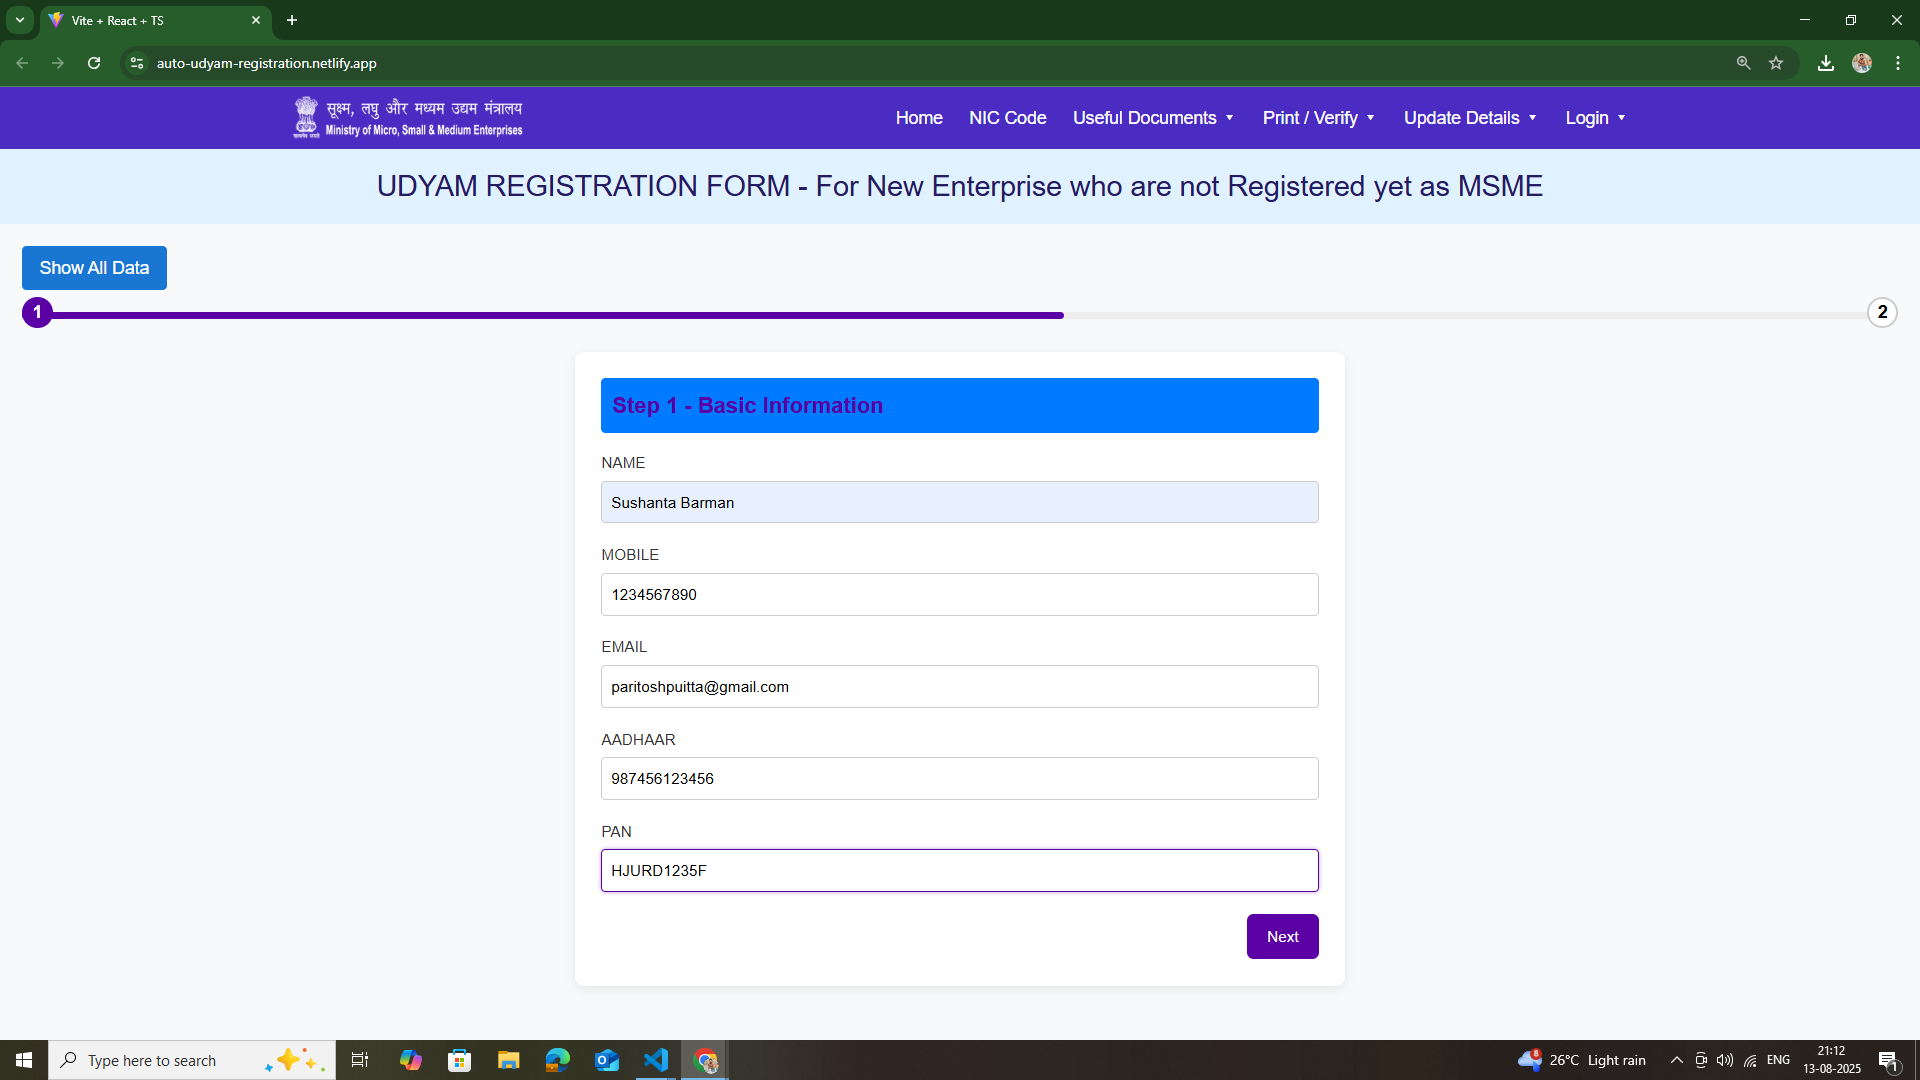 Vite + React + TS
auto-udyam-registration.netlify.app
सूक्ष्म, लघु और मध्यम उद्यम मंत्रालय
Ministry of Micro, Small & Medium Enterprises
Home NIC Code Useful Documents Print / Verify Update Details Login
UDYAM REGISTRATION FORM - For New Enterprise who are not Registered yet as MSME
Show All Data
1
2
Step 1 - Basic Information
NAME
Sushanta Barman
MOBILE
1234567890
EMAIL
paritoshpuitta@gmail.com
AADHAAR
987456123456
PAN
HJURD1235F
Next
Type here to search
8
26°C Light rain
ENG
21:12
13-08-2025
1